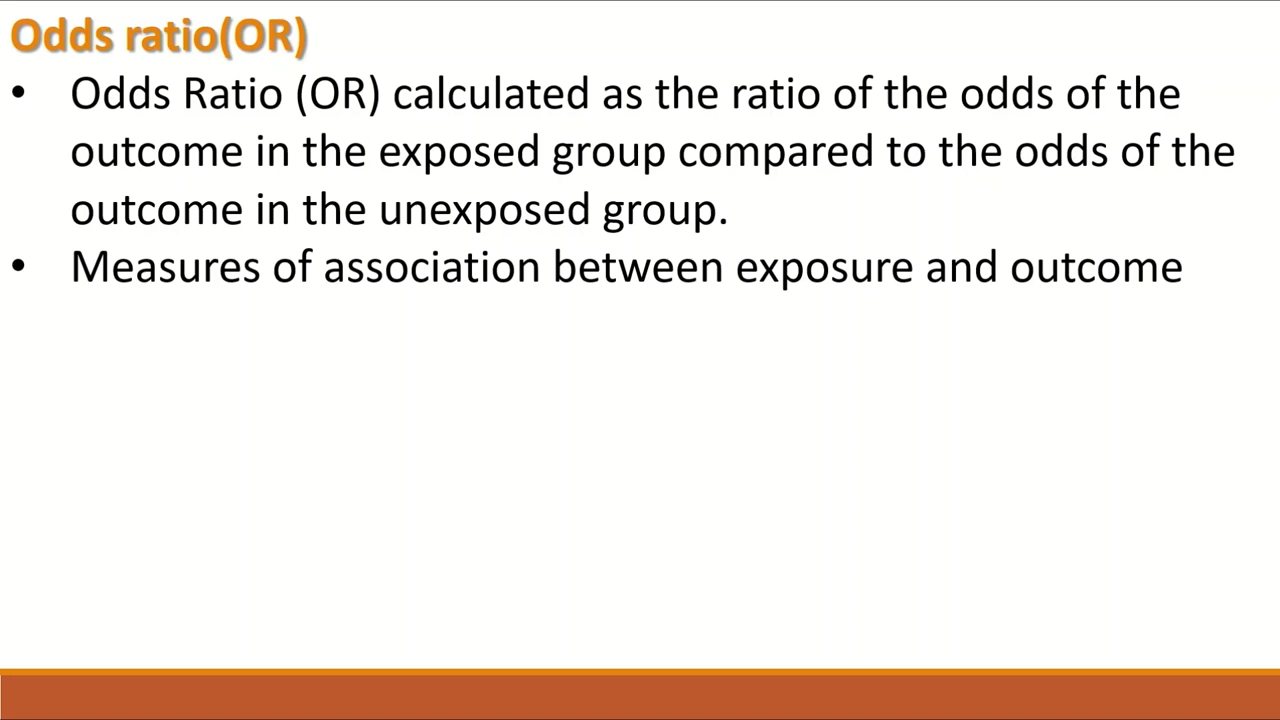 Odds ratio(OR)
• Odds Ratio (OR) calculated as the ratio of the odds of the
outcome in the exposed group compared to the odds of the
outcome in the unexposed group.
• Measures of association between exposure and outcome